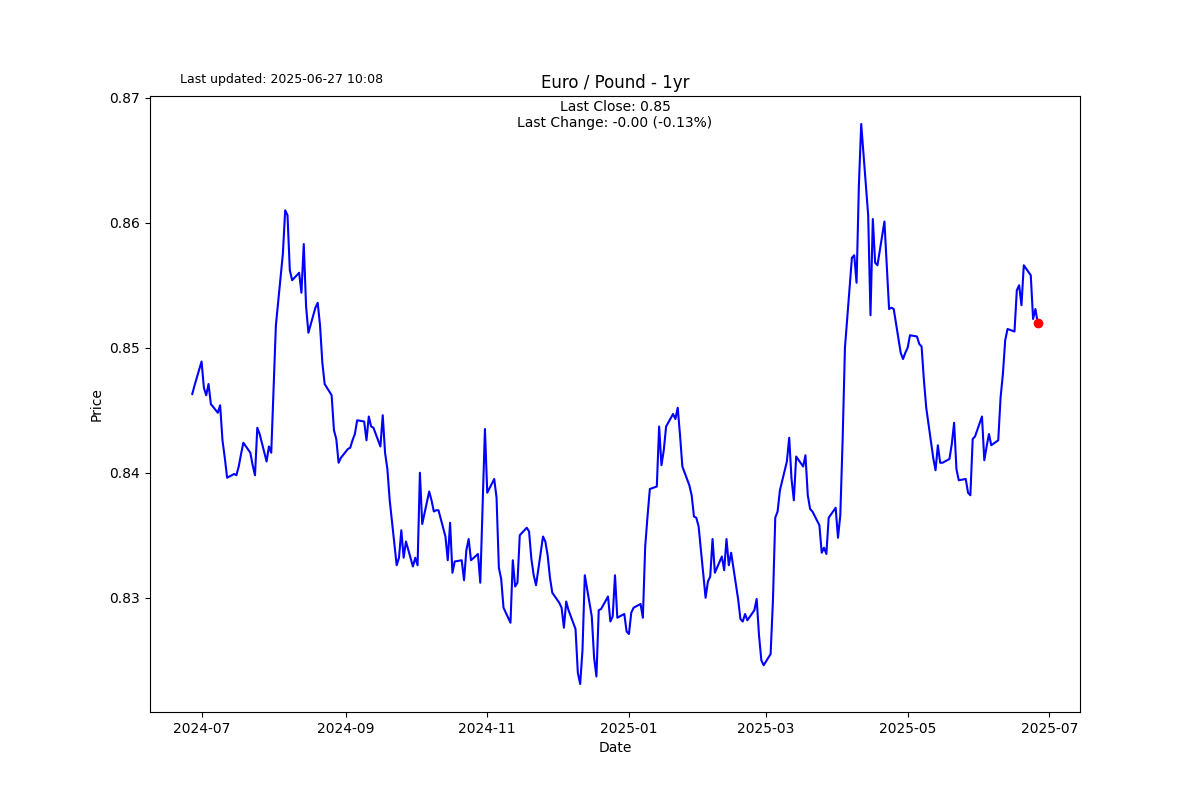 Last updated: 2025-06-27 10:08
Euro / Pound - 1yr
Last Close: 0.85
Last Change: -0.00 (-0.13%)
Price
0.87
0.86
0.85
0.84
0.83
2024-07
2024-09
2024-11
2025-01
2025-03
2025-05
2025-07
Date